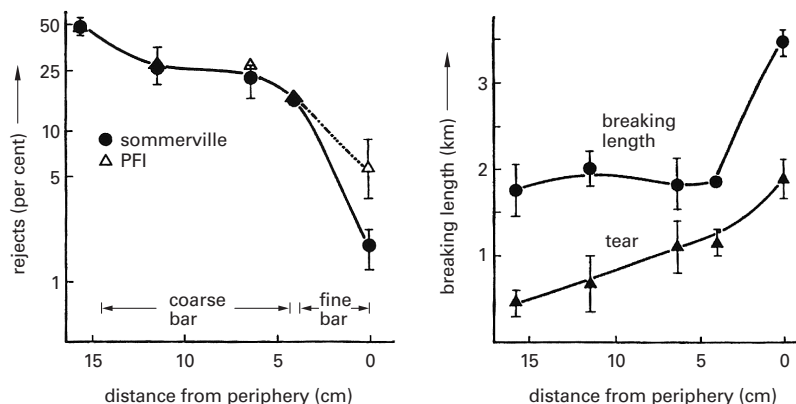 50
25
10
5
1
rejects (per cent)
sommerville
PFI
coarse
bar
fine
bar
15
10
5
0
distance from periphery (cm)
3
2
1
breaking length (km)
breaking
length
tear
15
10
5
0
distance from periphery (cm)